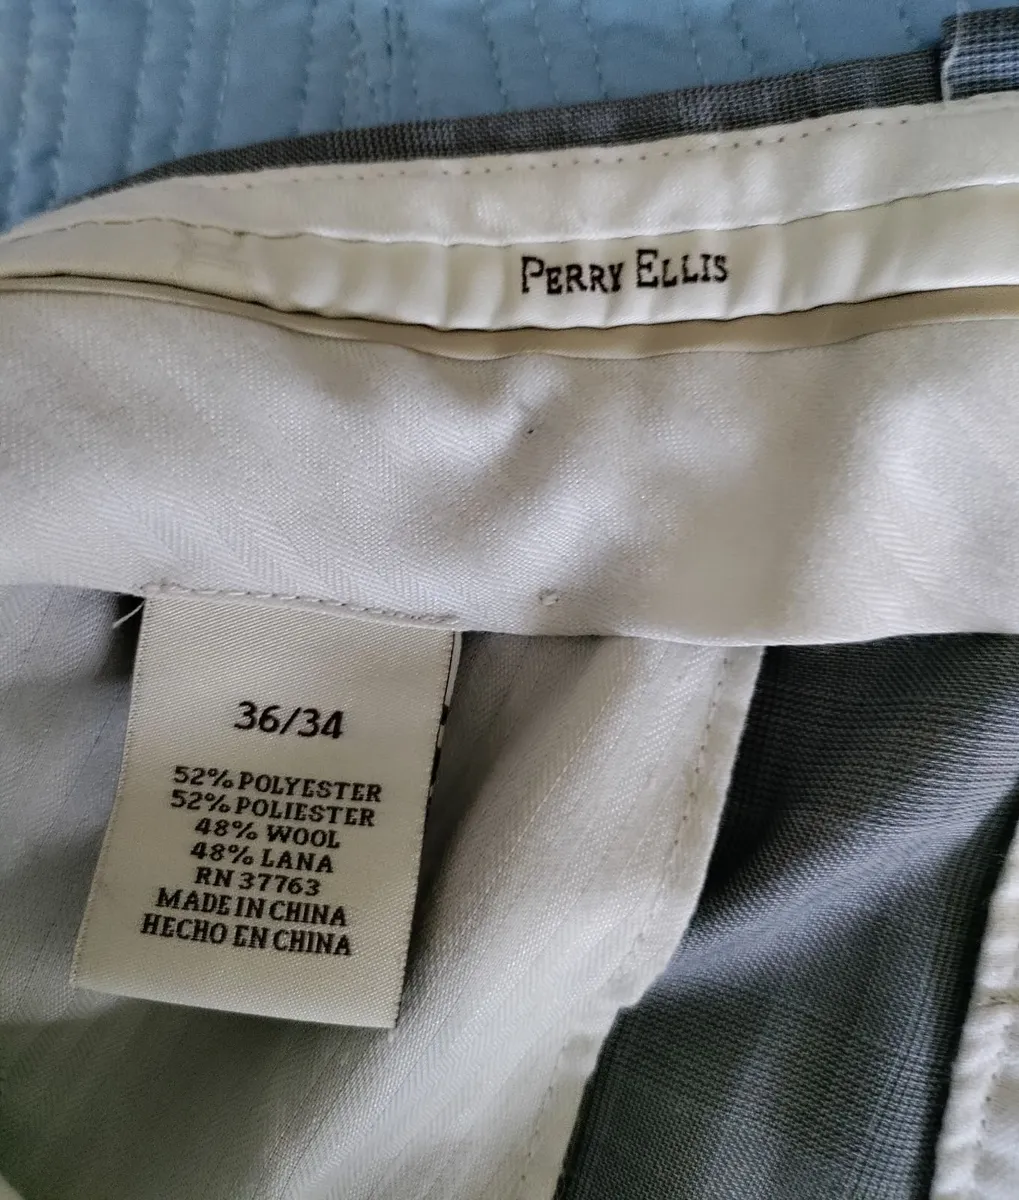 PERRY ELLIS
36/34
52% POLYESTER
52% POLIESTER
48% WOOL
48% LANA
RN 37763
MADE IN CHINA
HECHO EN CHINA